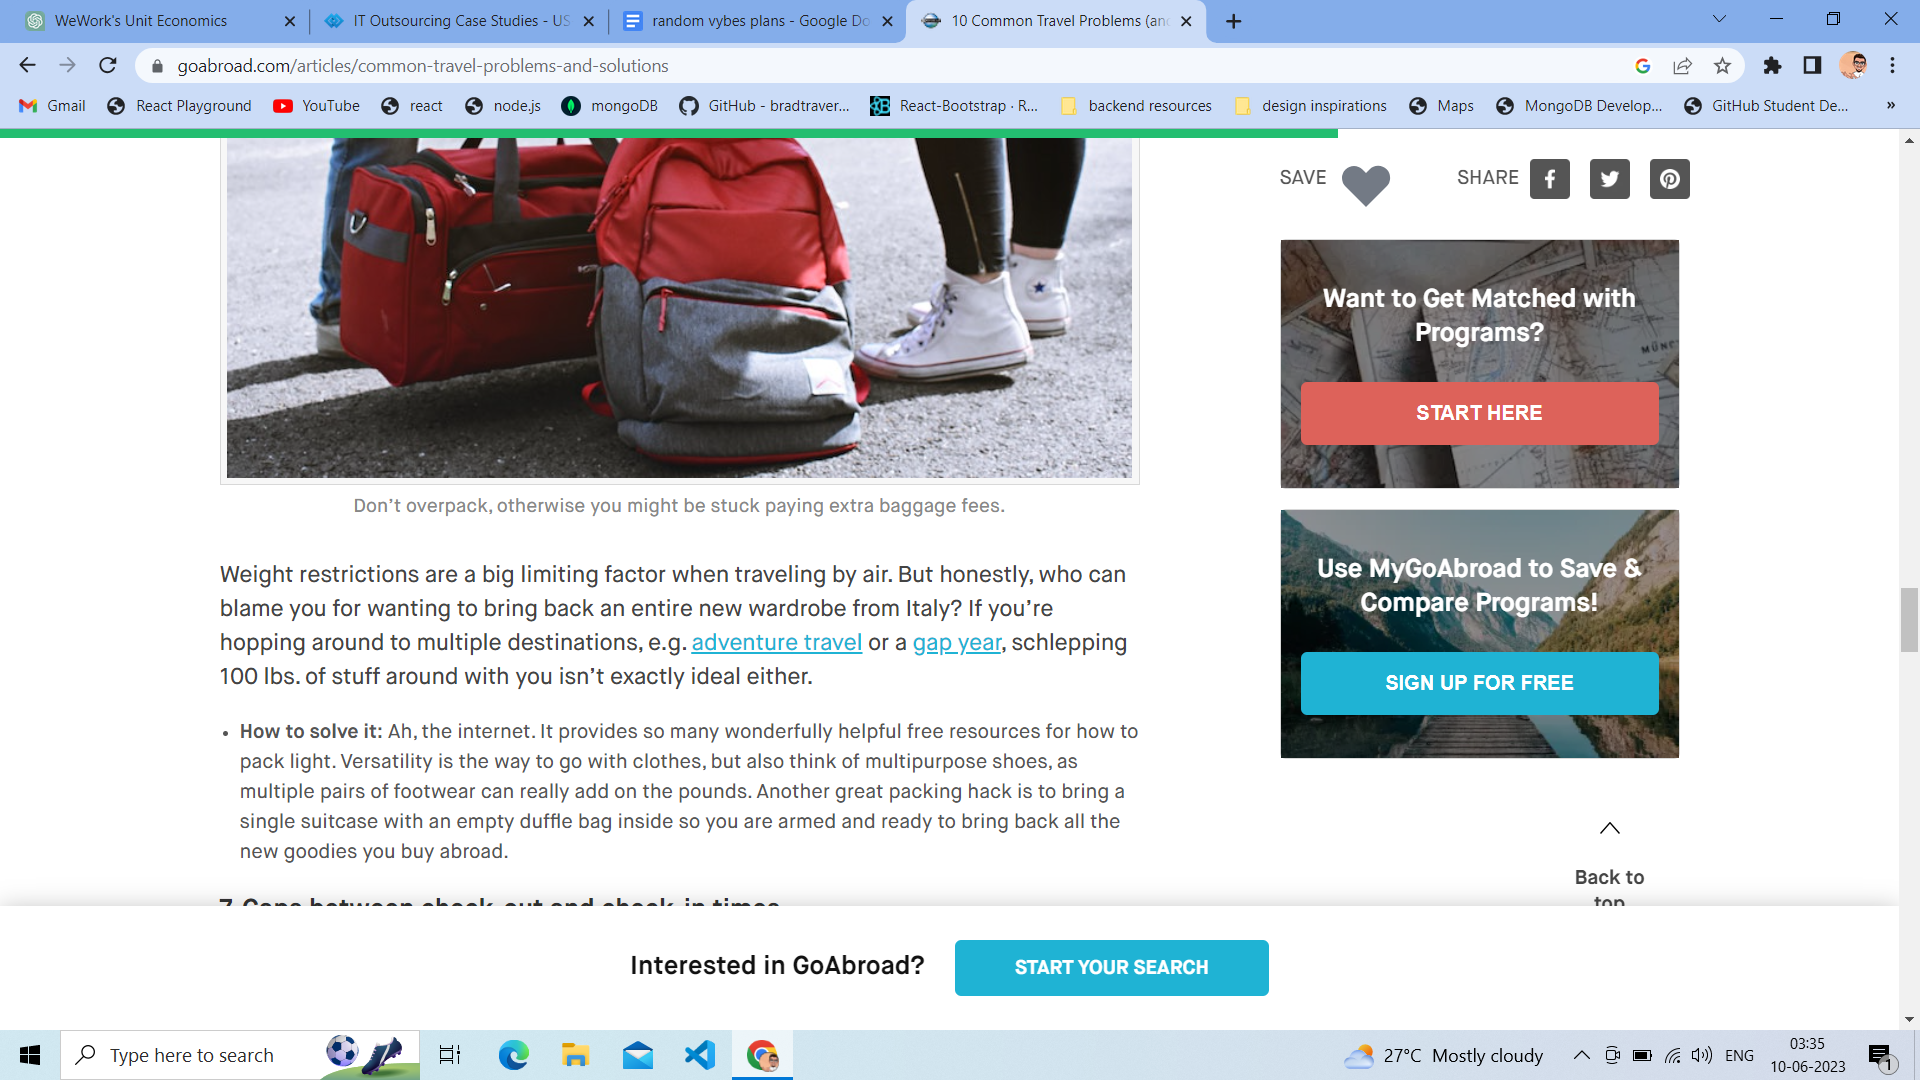 WeWork's Unit Economics
IT Outsourcing Case Studies - US
random vybes plans - Google Do
10 Common Travel Problems (an
goabroad.com/articles/common-travel-problems-and-solutions
Gmail
React Playground
YouTube
react
node.js
mongoDB
GitHub - bradtraver...
React-Bootstrap · R...
backend resources
design inspirations
Maps
MongoDB Develop...
GitHub Student De...
»
SAVE
SHARE
Want to Get Matched with
Programs?
MÜNC
START HERE
Don't overpack, otherwise you might be stuck paying extra baggage fees.
Use MyGoAbroad to Save &
Compare Programs!
SIGN UP FOR FREE
Weight restrictions are a big limiting factor when traveling by air. But honestly, who can
blame you for wanting to bring back an entire new wardrobe from Italy? If you're
hopping around to multiple destinations, e.g. adventure travel or a gap year, schlepping
100 lbs. of stuff around with you isn't exactly ideal either.
• How to solve it: Ah, the internet. It provides so many wonderfully helpful free resources for how to
pack light. Versatility is the way to go with clothes, but also think of multipurpose shoes, as
multiple pairs of footwear can really add on the pounds. Another great packing hack is to bring a
single suitcase with an empty duffle bag inside so you are armed and ready to bring back all the
new goodies you buy abroad.
Back to
top
7. Gaps between check-out and check-in times
Interested in GoAbroad?
START YOUR SEARCH
Type here to search
27°C Mostly cloudy
ENG
03:35
10-06-2023
1